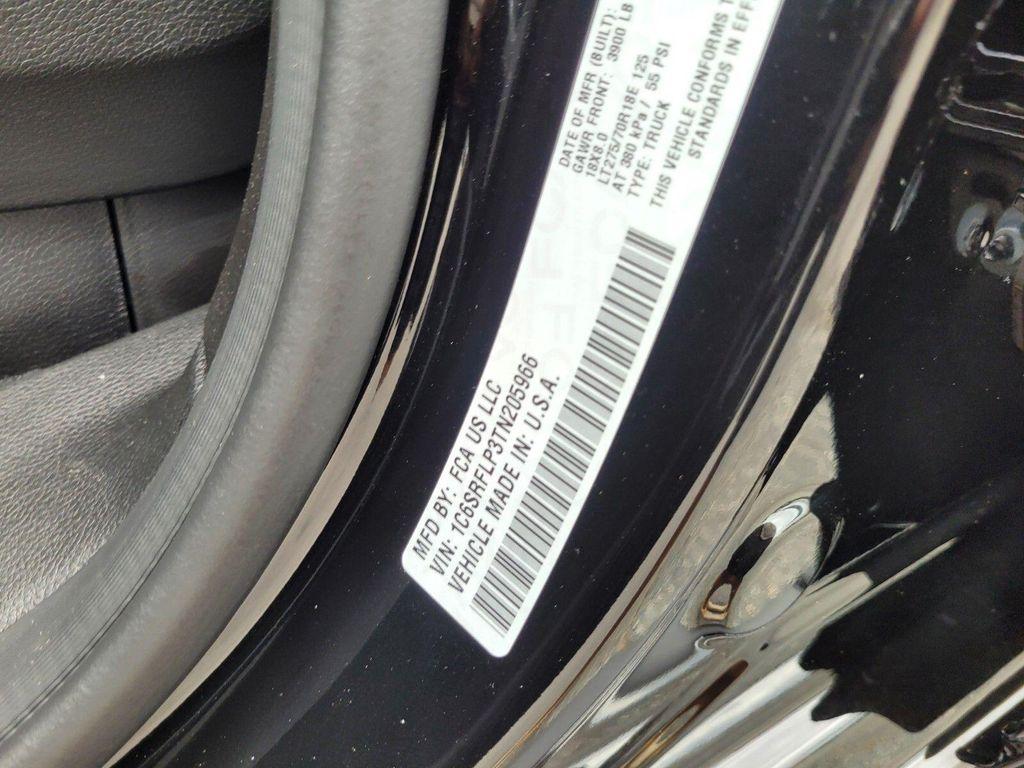 MFD BY: FCA US LLC
VIN: 1C6SRFLP3TN205966
VEHICLE MADE IN: U.S.A.
DATE OF MFR (BUILT):
GAWR FRONT: 3900 LB
18X8.0
LT275/70R18E 125
AT 380 kPa / 55 PSI
TYPE: TRUCK
THIS VEHICLE CONFORMS
STANDARDS IN